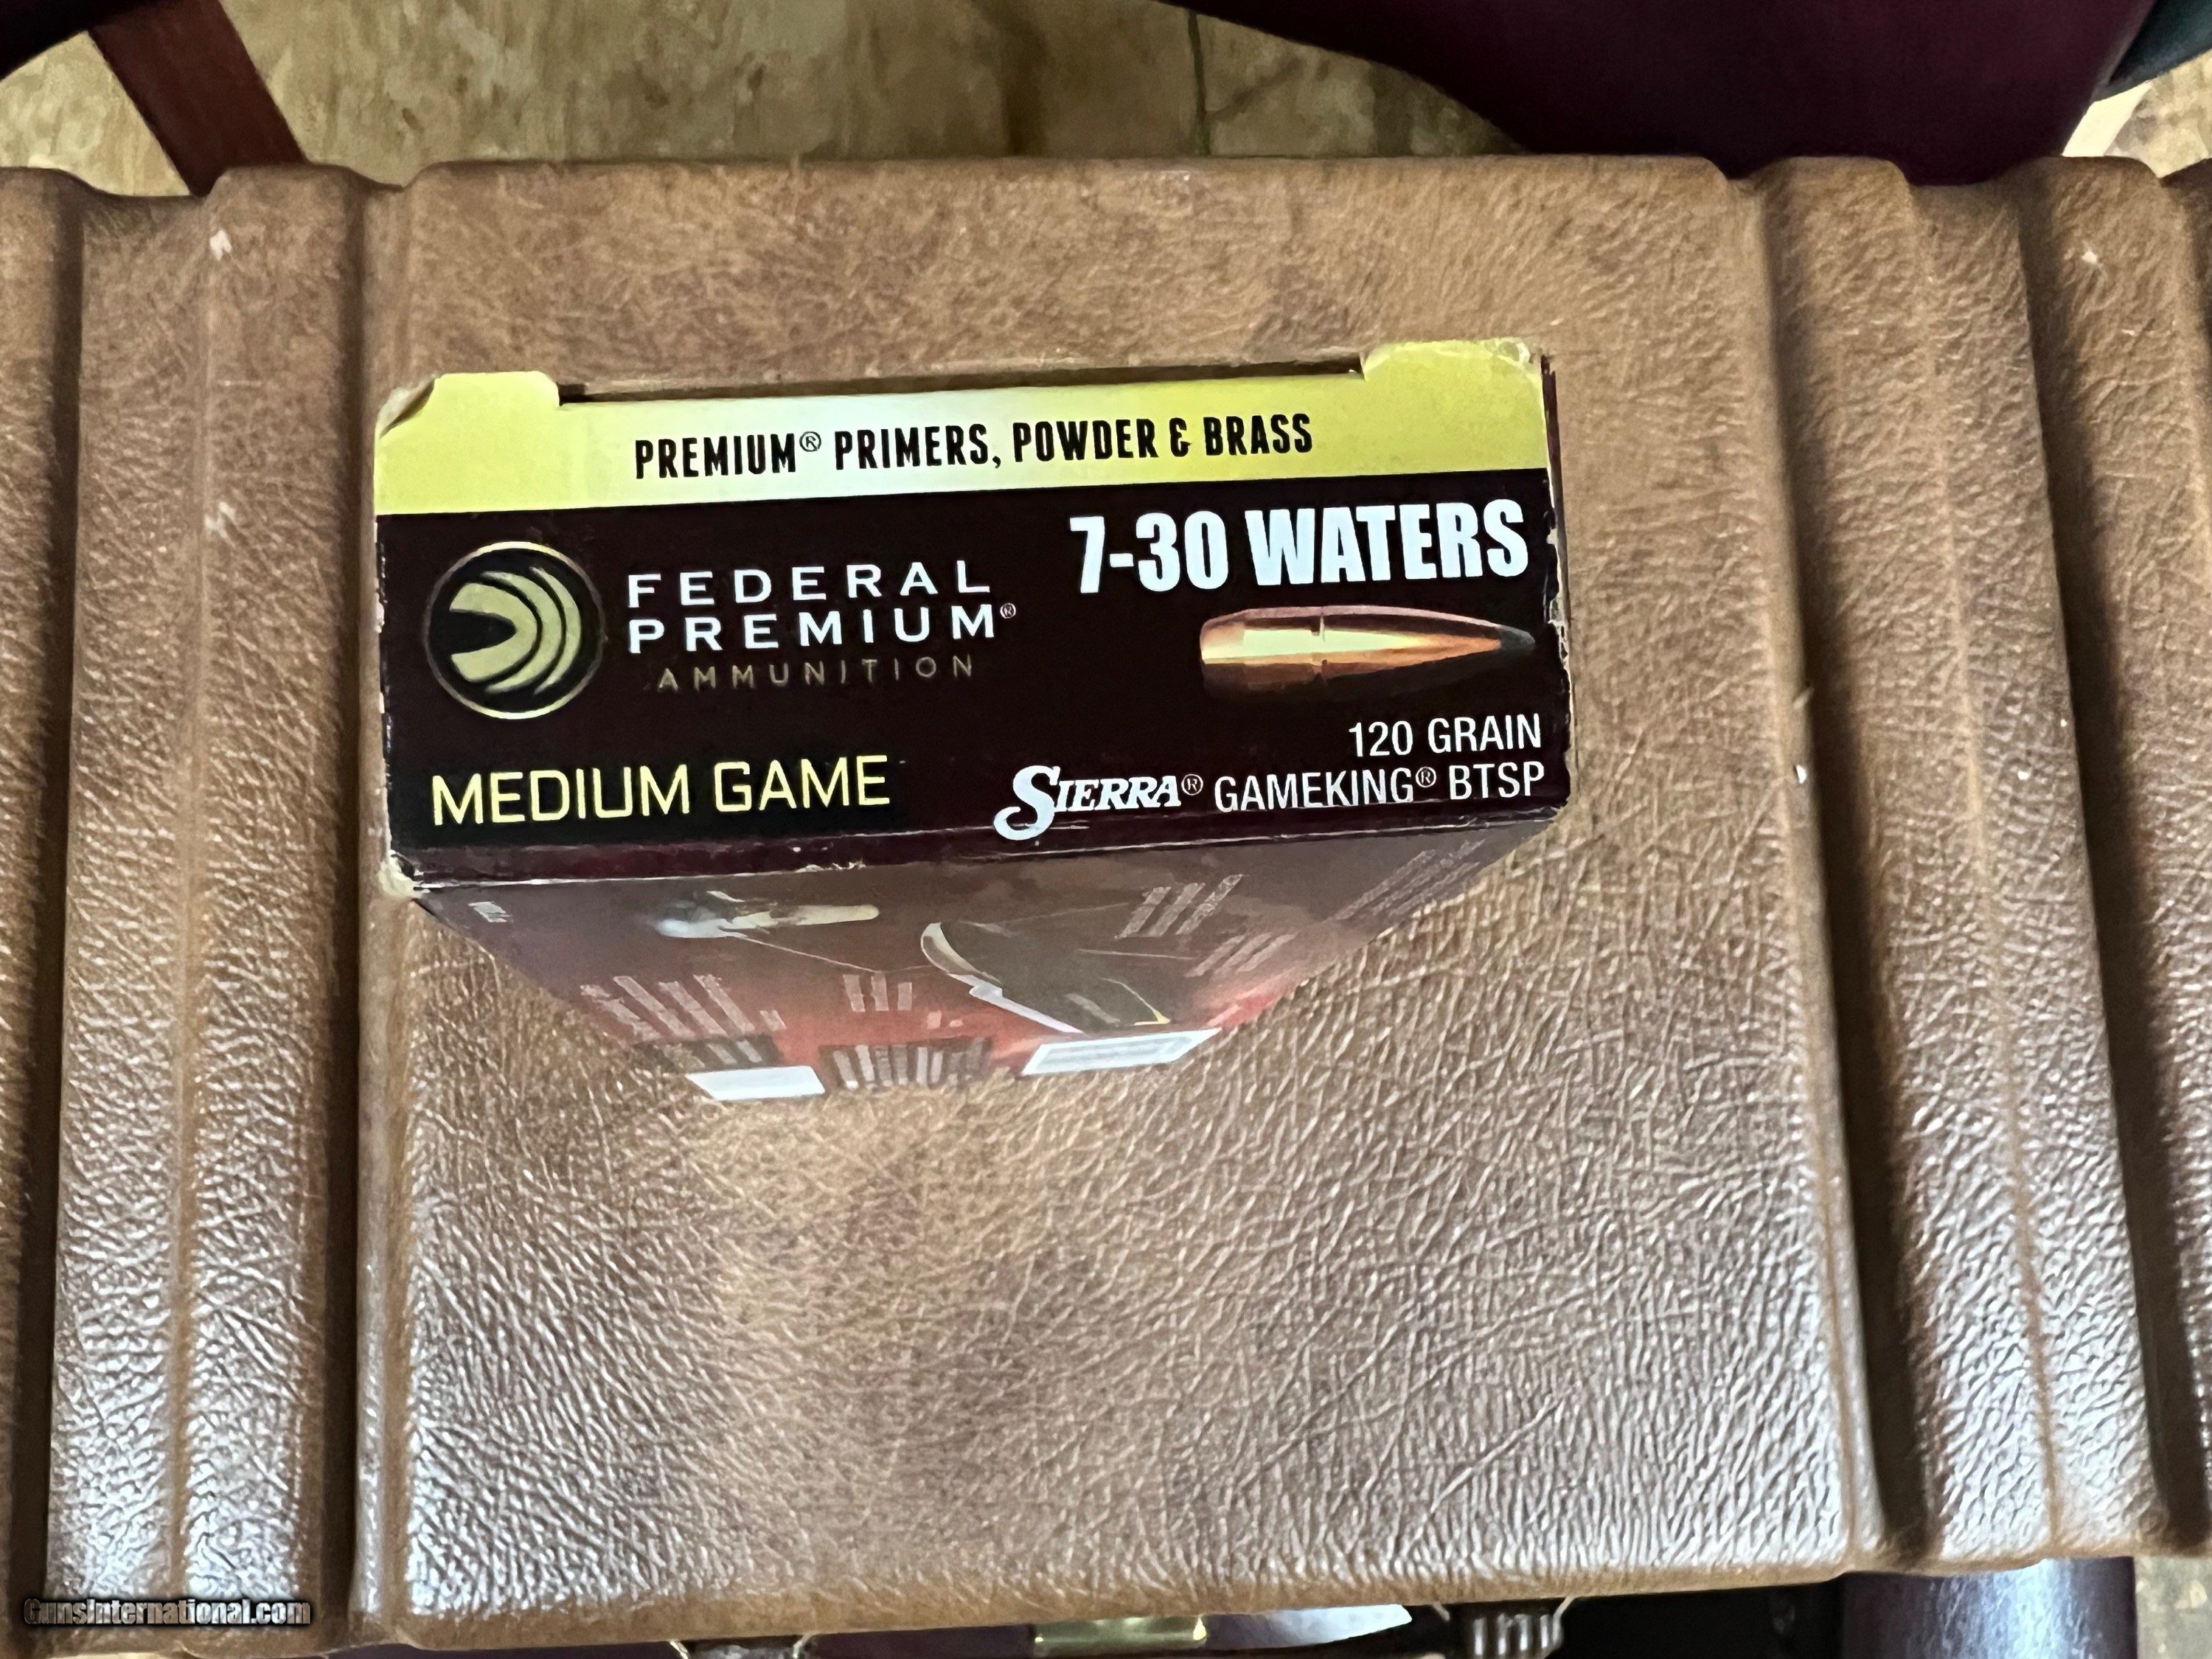 PREMIUM® PRIMERS, POWDER & BRASS
7-30 WATERS
FEDERAL
PREMIUM®
AMMUNITION
120 GRAIN
MEDIUM GAME
SIERRA® GAMEKING® BTSP
GunsInternational.com